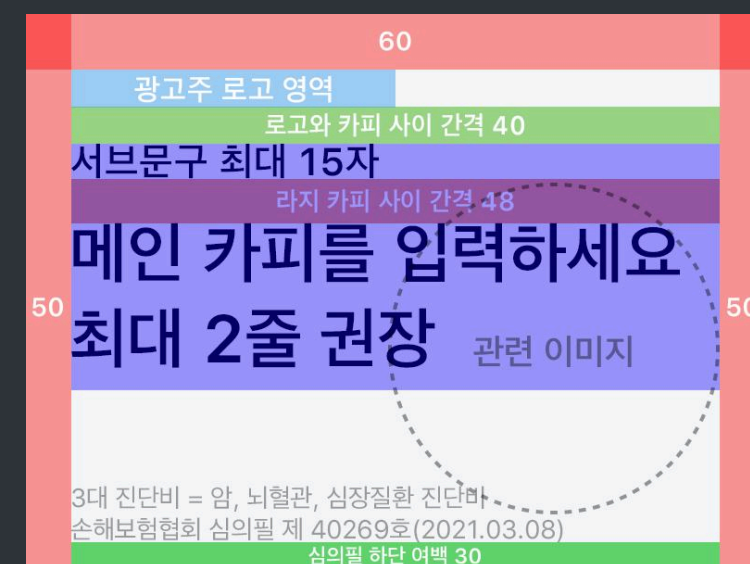 60
광고주 로고 영역
로고와 카피 사이 간격 40
서브문구 최대 15자
라지 카피 사이 간격 48
메인 카피를 입력하세요
50
50
최대 2줄 권장
관련 이미지
3대 진단비 = 암, 뇌혈관, 심장질환 진단비
손해보험협회 심의필 제 40269호(2021.03.08)
심의필 하단 여백 30